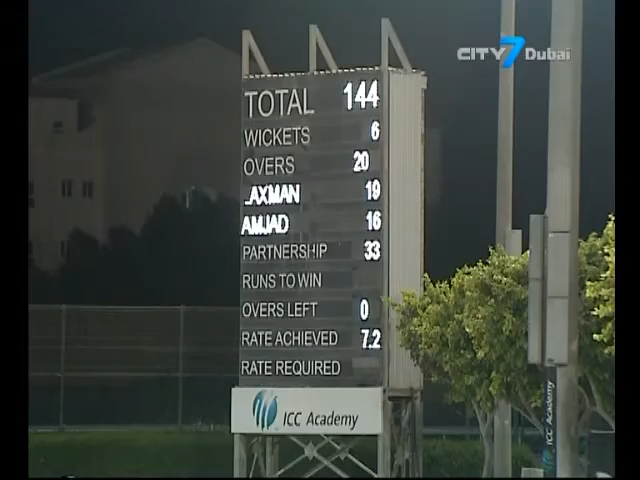 CITY7 Dubai
TOTAL 144
WICKETS 6
OVERS 20
LAXMAN 19
AMJAD 16
PARTNERSHIP 33
RUNS TO WIN
OVERS LEFT 0
RATE ACHIEVED 7.2
RATE REQUIRED
ICC Academy
ICC Academy